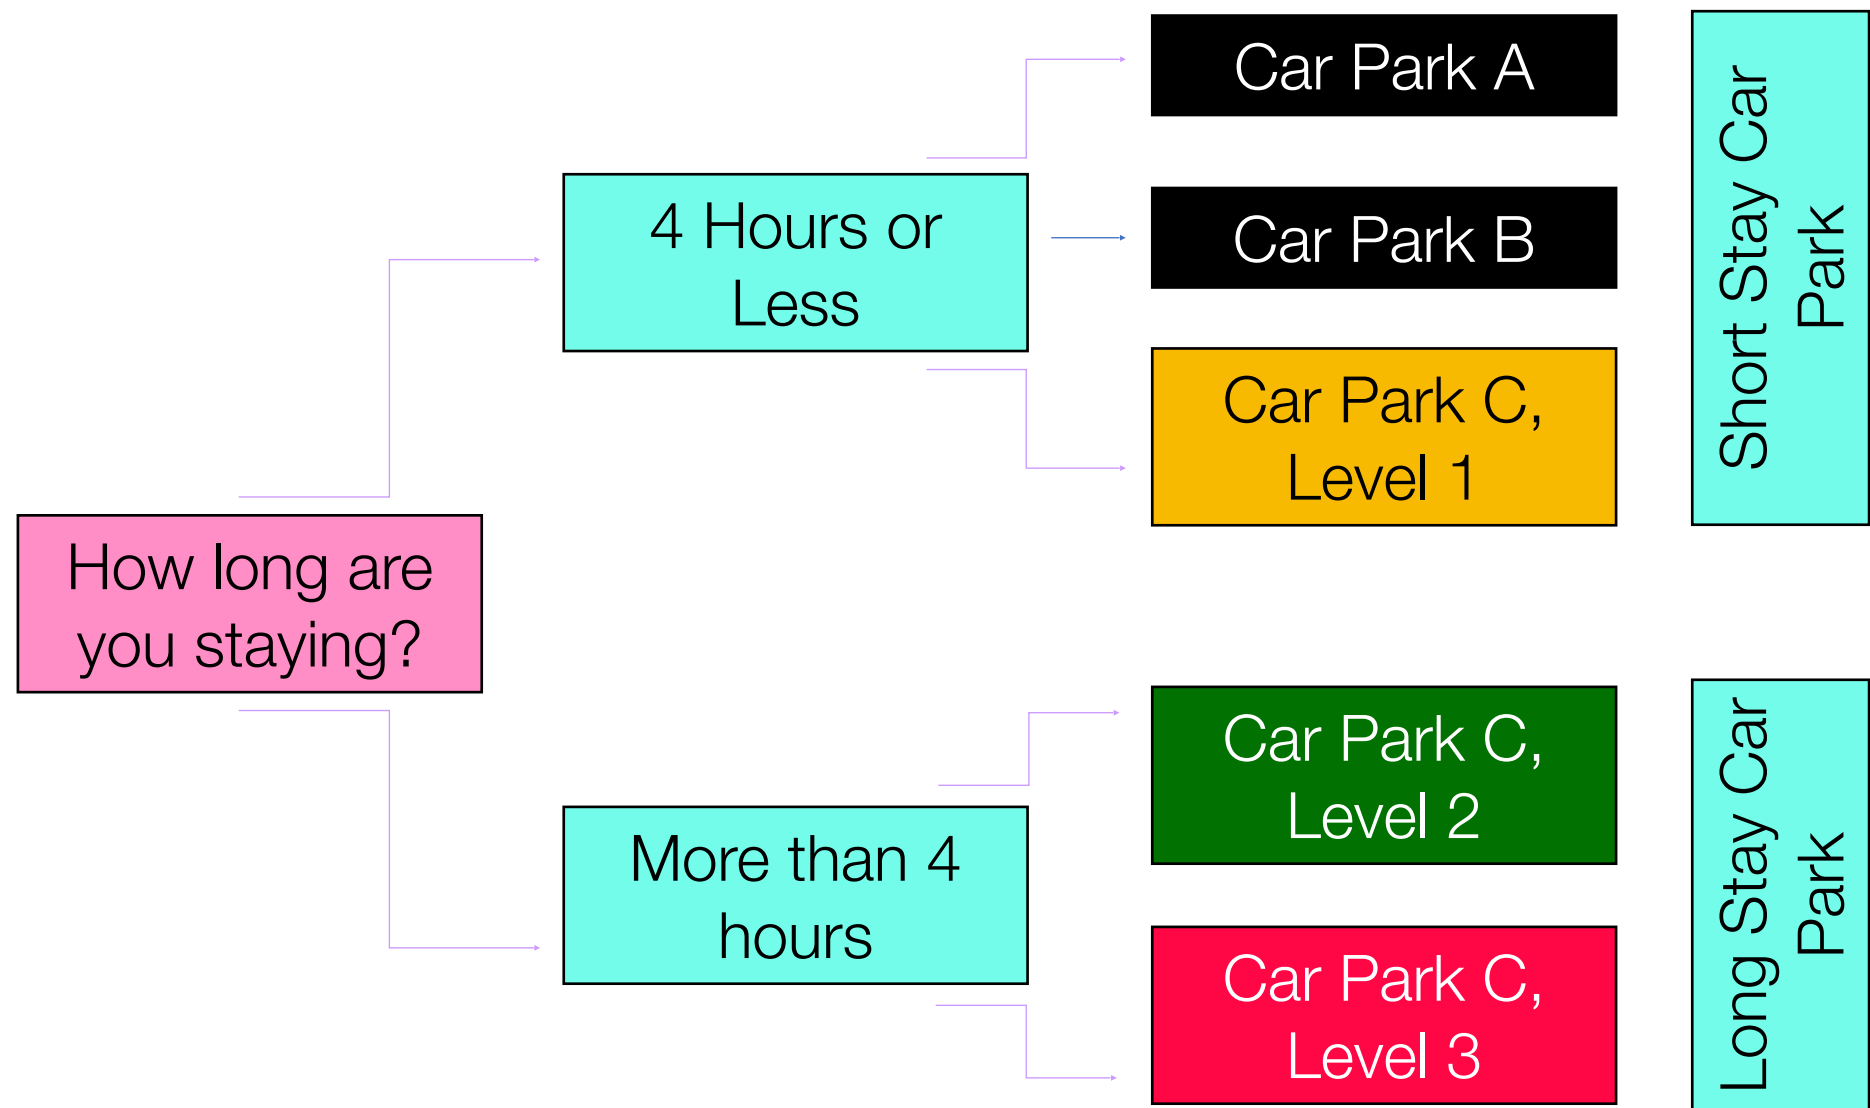 How long are
you staying?
4 Hours or
Less
Car Park A
Car Park B
Car Park C,
Level 1
Short Stay Car
Park
More than 4
hours
Car Park C,
Level 2
Car Park C,
Level 3
Long Stay Car
Park